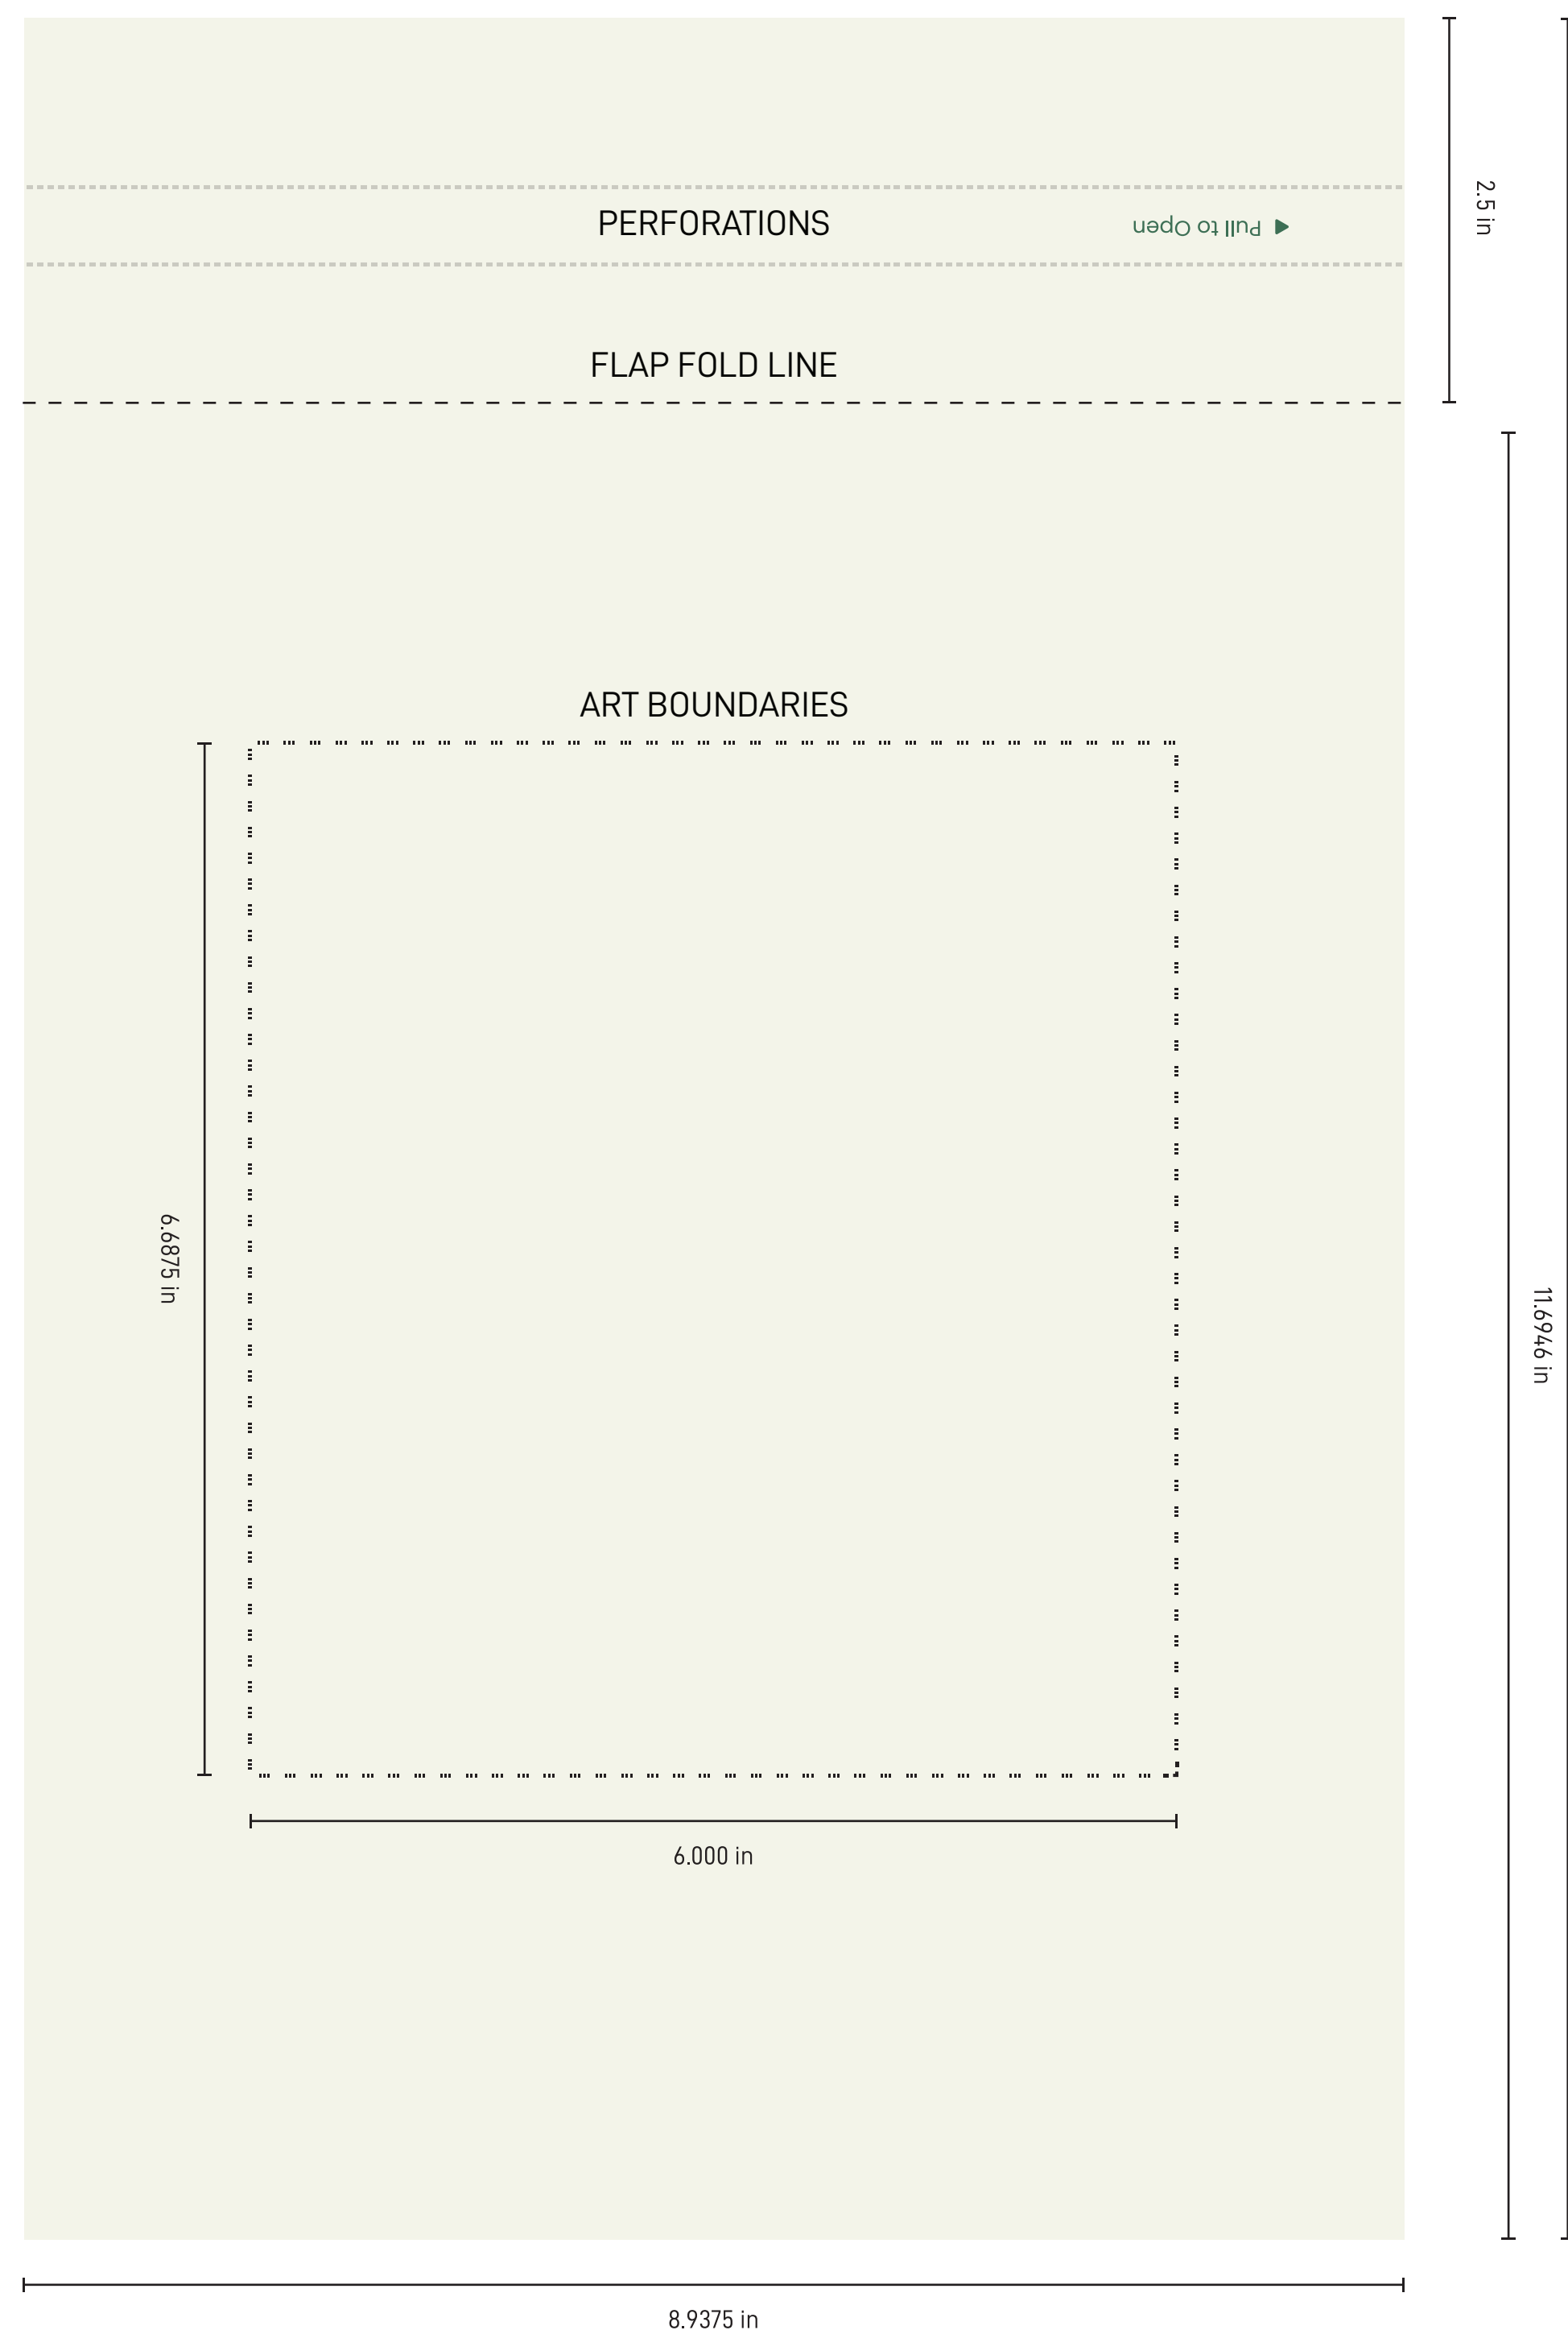 PERFORATIONS
Pull to Open
2.5 in
FLAP FOLD LINE
ART BOUNDARIES
6.6875 in
11.6946 in
6.000 in
8.9375 in